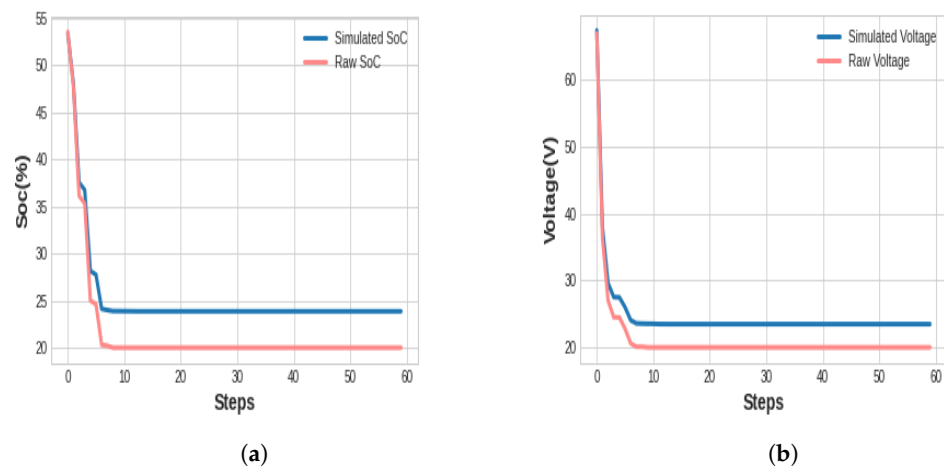 55
50
45
40
35
30
25
20
Soc(%)
Simulated SoC
Raw SoC
0 10 20 30 40 50 60
Steps
(a)
60
50
40
30
20
Voltage(V)
Simulated Voltage
Raw Voltage
0 10 20 30 40 50 60
Steps
(b)